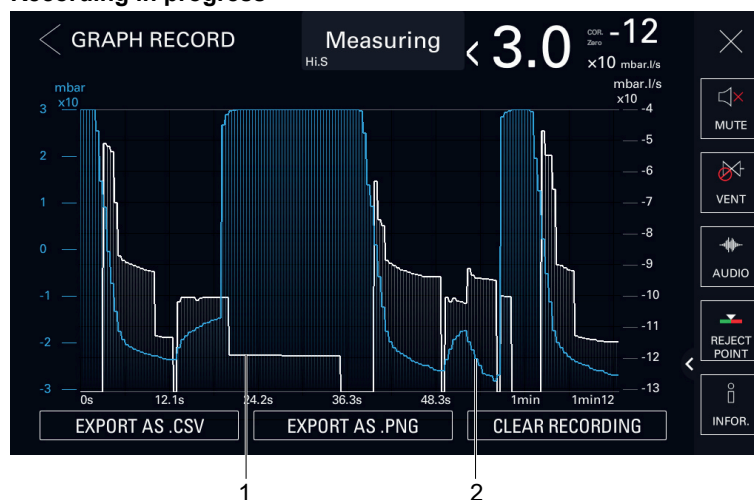 Recording in progress
GRAPH RECORD
Measuring
Hi.S
< 3.0
COR.
Zero
-12
x10 mbar.l/s
mbar
x10
mbar.l/s
x10
3
2
1
0
-1
-2
-3
-4
-5
-6
-7
-8
-9
-10
-11
-12
-13
0s 12.1s 24.2s 36.3s 48.3s 1min 1min12
EXPORT AS .CSV EXPORT AS .PNG CLEAR RECORDING
MUTE
VENT
AUDIO
REJECT
POINT
INFOR.
1 2